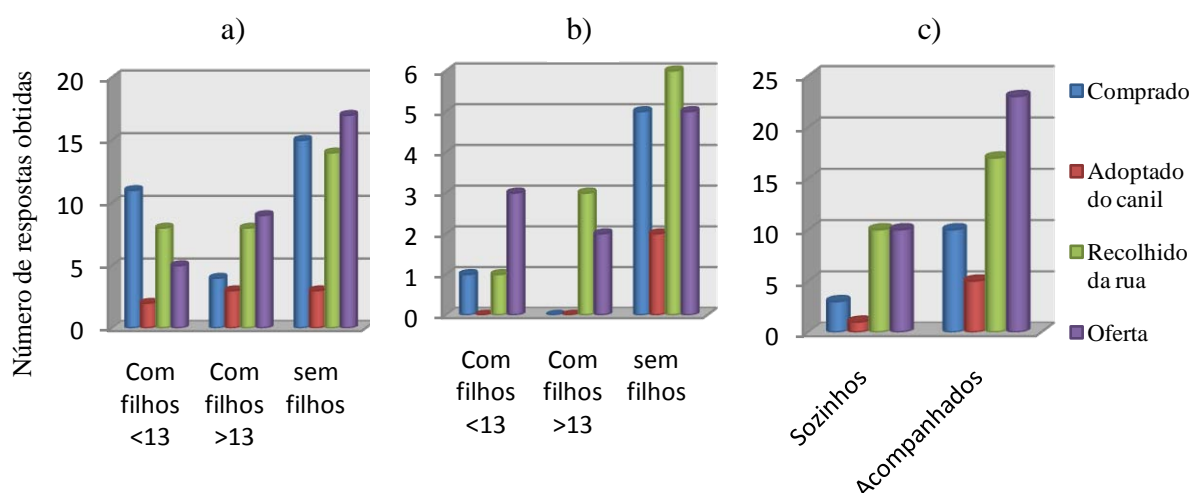 a)
b)
c)
Número de respostas obtidas
20
15
10
5
0
Com
filhos
<13
Com
filhos
>13
sem
filhos
6
5
4
3
2
1
0
Com
filhos
<13
Com
filhos
>13
sem
filhos
25
20
15
10
5
0
Sozinhos
Acompanhados
Comprado
Adoptado
do canil
Recolhido
da rua
Oferta